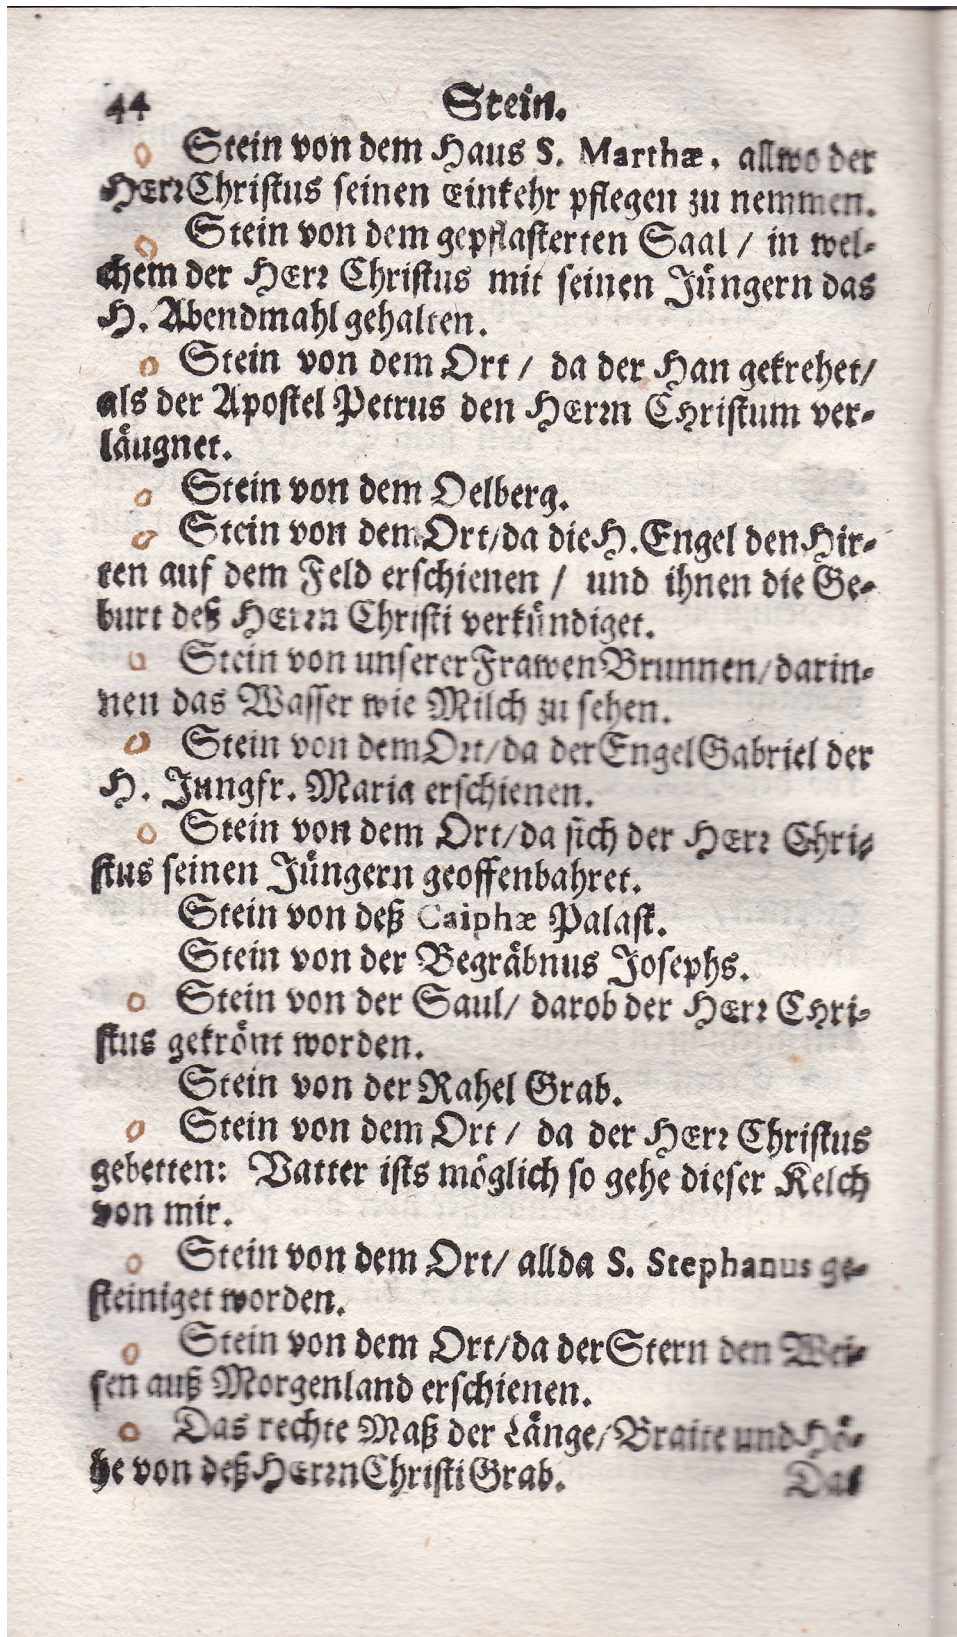 44 Stein.
Stein von dem Haus S. Marthæ, allwo der
HErr Christus seinen Einkehr pflegen zu nemmen.
Stein von dem gepflasterten Saal / in wel-
chem der HErr Christus mit seinen Jüngern das
H. Abendmahl gehalten.
Stein von dem Ort / da der Han gekrehet/
als der Apostel Petrus den HErrn CHristum ver-
läugnet.
Stein von dem Oelberg.
Stein von dem Ort/da die H. Engel den Hir-
ten auf dem Feld erschienen / und ihnen die Ge-
burt deß HErrn Christi verkündiget.
Stein von unserer Frawen Brunnen/darin-
nen das Wasser wie Milch zu sehen.
Stein von dem Ort/da der Engel Gabriel der
H. Jungfr. Maria erschienen.
Stein von dem Ort/da sich der HErr Chri-
stus seinen Jüngern geoffenbahret.
Stein von deß Caiphæ Palast.
Stein von der Begräbnus Josephs.
Stein von der Saul/ darob der HErr CHri-
stus gekrönt worden.
Stein von der Rahel Grab.
Stein von dem Ort / da der HErr Christus
gebetten: Vatter ists möglich so gehe dieser Kelch
von mir.
Stein von dem Ort/ allda S. Stephanus ge-
steiniget worden.
Stein von dem Ort/da der Stern den Wei-
sen auß Morgenland erschienen.
Das rechte Maß der Länge/Braite und Hö-
he von deß HErrn Christi Grab.
Das